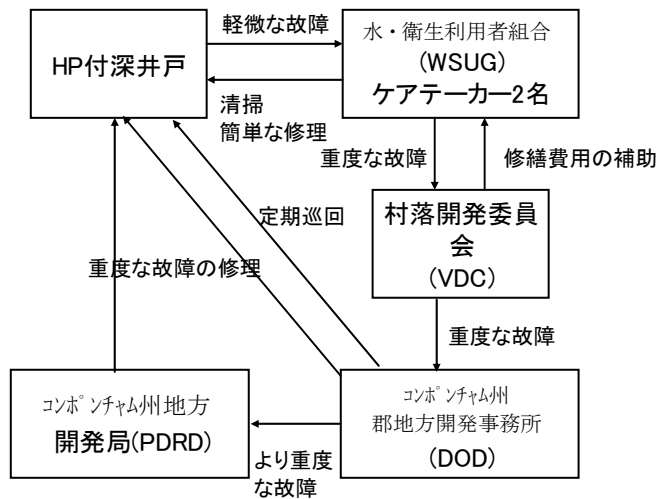 HP付深井戸
軽微な故障
水・衛生利用者組合
(WSUG)
ケアテーカー2名
清掃
簡単な修理
重度な故障
修繕費用の補助
定期巡回
村落開発委員
会
(VDC)
重度な故障の修理
重度な故障
コンポンチャム州地方
開発局(PDRD)
コンポンチャム州
郡地方開発事務所
(DOD)
より重度
な故障